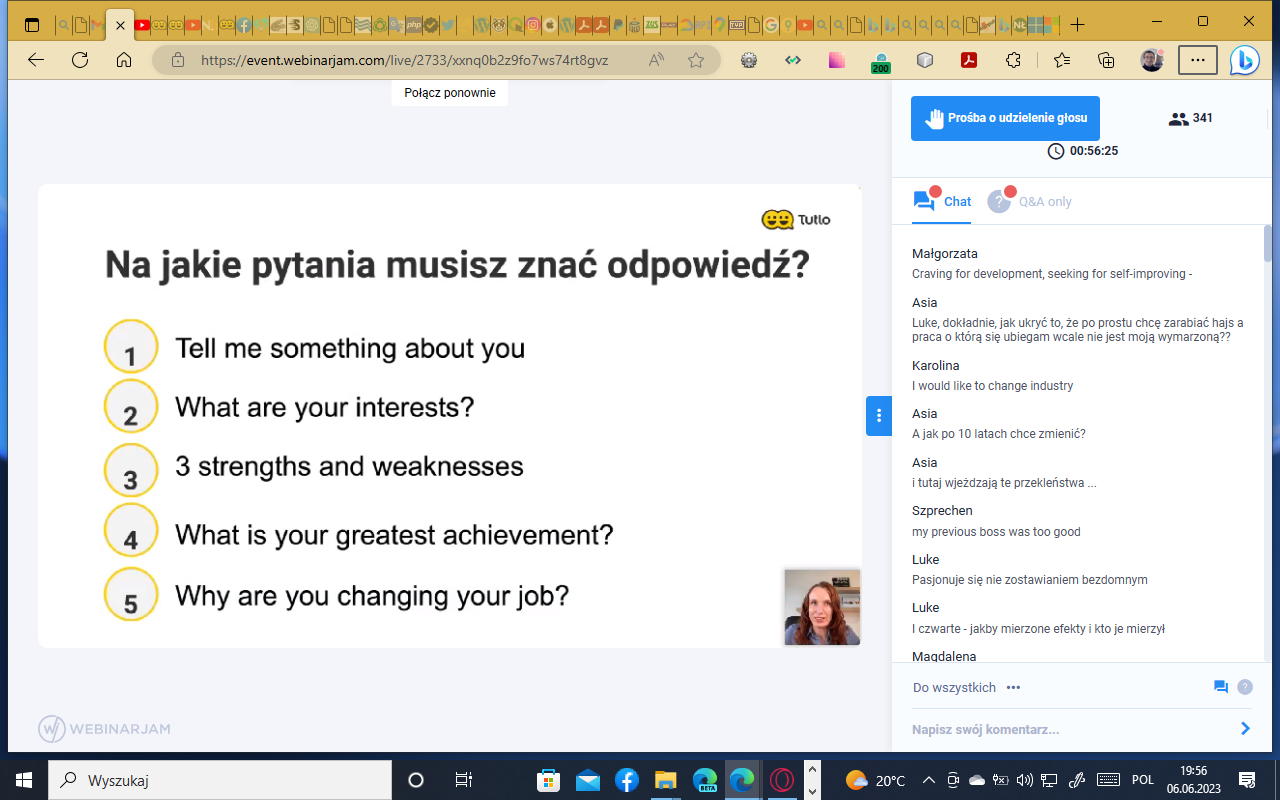 https://event.webinarjam.com/live/2733/xxnq0b2z9fo7ws74rt8gvz
200
Połącz ponownie
Tutlo
Na jakie pytania musisz znać odpowiedź?
1 Tell me something about you
2 What are your interests?
3 3 strengths and weaknesses
4 What is your greatest achievement?
5 Why are you changing your job?
WEBINARJAM
Prośba o udzielenie głosu
341
00:56:25
Chat
Q&A only
Małgorzata
Craving for development, seeking for self-improving -
Asia
Luke, dokładnie, jak ukryć to, że po prostu chcę zarabiać hajs a
praca o którą się ubiegam wcale nie jest moją wymarzoną??
Karolina
I would like to change industry
Asia
A jak po 10 latach chce zmienić?
Asia
i tutaj wjeżdzają te przekleństwa ...
Szprechen
my previous boss was too good
Luke
Pasjonuje się nie zostawianiem bezdomnym
Luke
I czwarte - jakby mierzone efekty i kto je mierzył
Magdalena
Do wszystkich
Napisz swój komentarz...
Wyszukaj
BETA
20°C
POL
19:56
06.06.2023